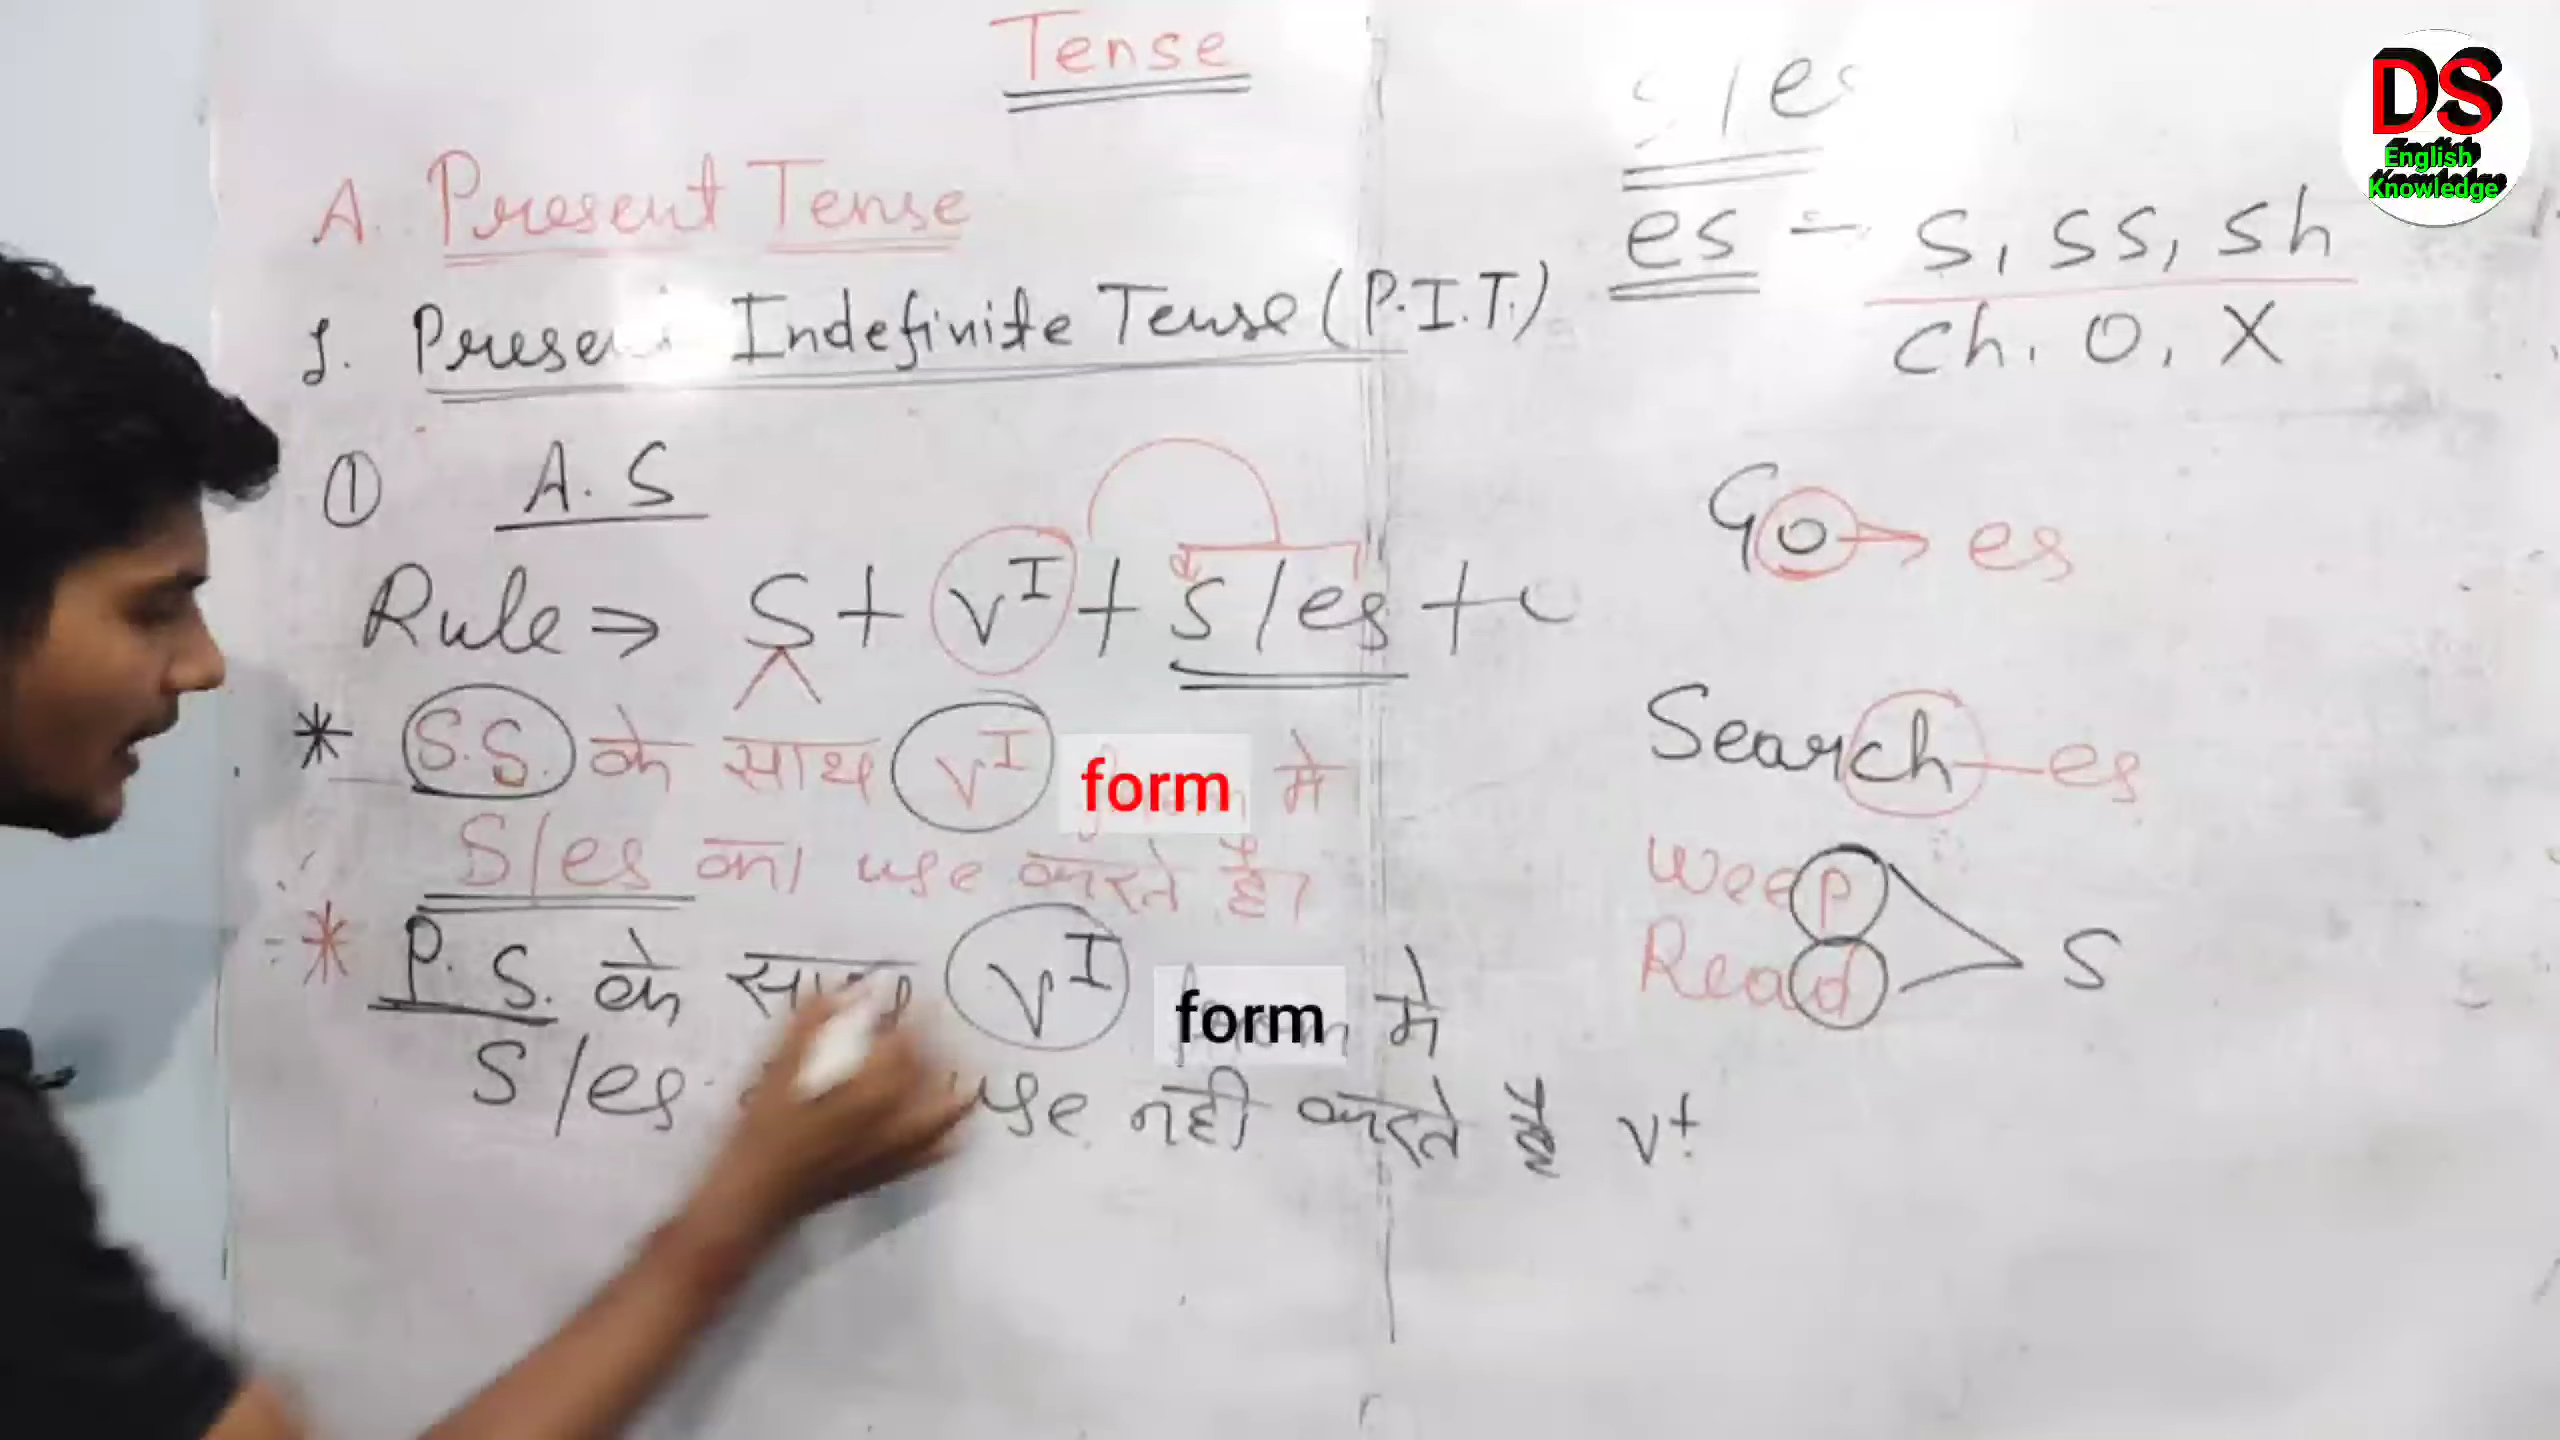 Tense
A. Present Tense
1. Present Indefinite Tense (P.I.T.)
① A.S
Rule ⇒ S + V^I + s/es +
* S.S. के साथ V^I form मे
S/es का use करते है।
* P.S. के साथ V^I form मे
S/es use नही करते है
s/es
es - s, ss, sh
ch, o, x
Go → es
Search - es
Weep
Read
S
DS
English
Knowledge